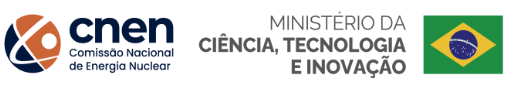 cnen
Comissão Nacional
de Energia Nuclear
MINISTÉRIO DA
CIÊNCIA, TECNOLOGIA
E INOVAÇÃO